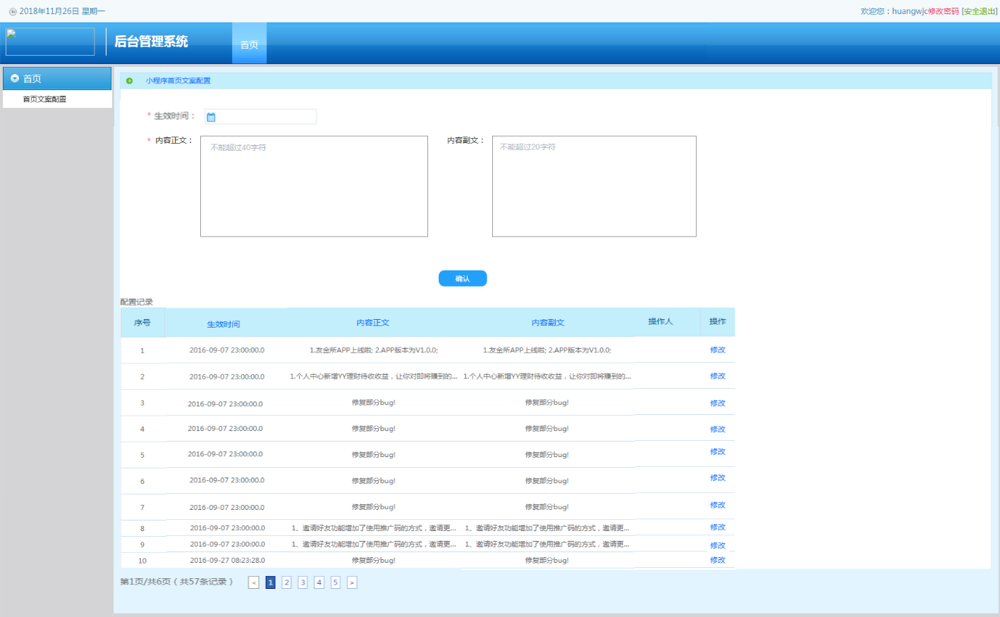 2018年11月26日 星期一
欢迎您：huangwjc修改密码 [安全退出]
后台管理系统
首页
首页
首页文案配置
小程序首页文案配置
* 生效时间：
* 内容正文： 不能超过40字符
内容副文： 不能超过20字符
确认
配置记录
序号 生效时间 内容正文 内容副文 操作人 操作
1 2016-09-07 23:00:00.0 1.友金所APP上线啦; 2.APP版本为V1.0.0; 1.友金所APP上线啦; 2.APP版本为V1.0.0; 修改
2 2016-09-07 23:00:00.0 1.个人中心新增YY理财待收收益，让你对即将赚到的... 1.个人中心新增YY理财待收收益，让你对即将赚到的... 修改
3 2016-09-07 23:00:00.0 修复部分bug! 修复部分bug! 修改
4 2016-09-07 23:00:00.0 修复部分bug! 修复部分bug! 修改
5 2016-09-07 23:00:00.0 修复部分bug! 修复部分bug! 修改
6 2016-09-07 23:00:00.0 修复部分bug! 修复部分bug! 修改
7 2016-09-07 23:00:00.0 修复部分bug! 修复部分bug! 修改
8 2016-09-07 23:00:00.0 1、邀请好友功能增加了使用推广码的方式，邀请更... 1、邀请好友功能增加了使用推广码的方式，邀请更... 修改
9 2016-09-07 23:00:00.0 1、邀请好友功能增加了使用推广码的方式，邀请更... 1、邀请好友功能增加了使用推广码的方式，邀请更... 修改
10 2016-09-27 08:23:28.0 修复部分bug! 修复部分bug! 修改
第1页/共6页（共57条记录） < 1 2 3 4 5 >